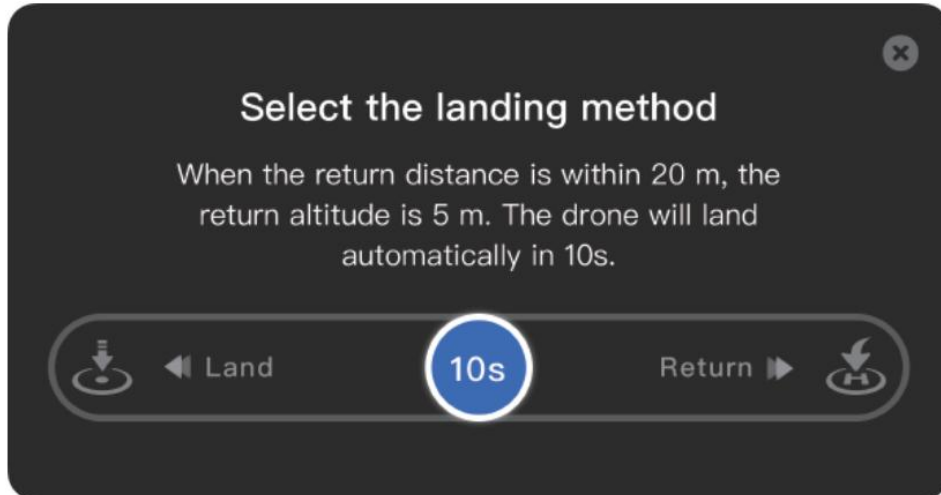 Select the landing method
When the return distance is within 20 m, the
return altitude is 5 m. The drone will land
automatically in 10s.
Land
10s
Return